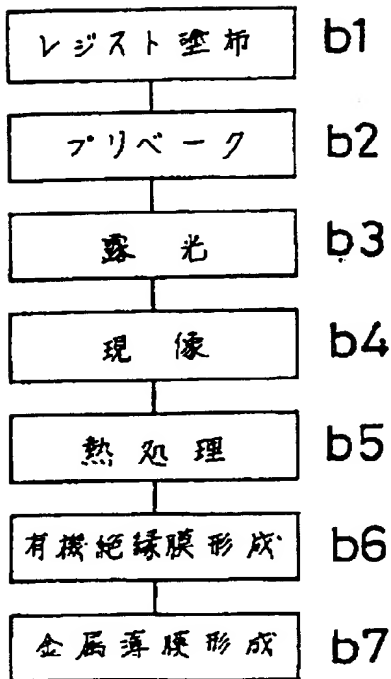 レジスト塗布 b1
プリベーク b2
露光 b3
現像 b4
熱処理 b5
有機絶縁膜形成 b6
金属薄膜形成 b7